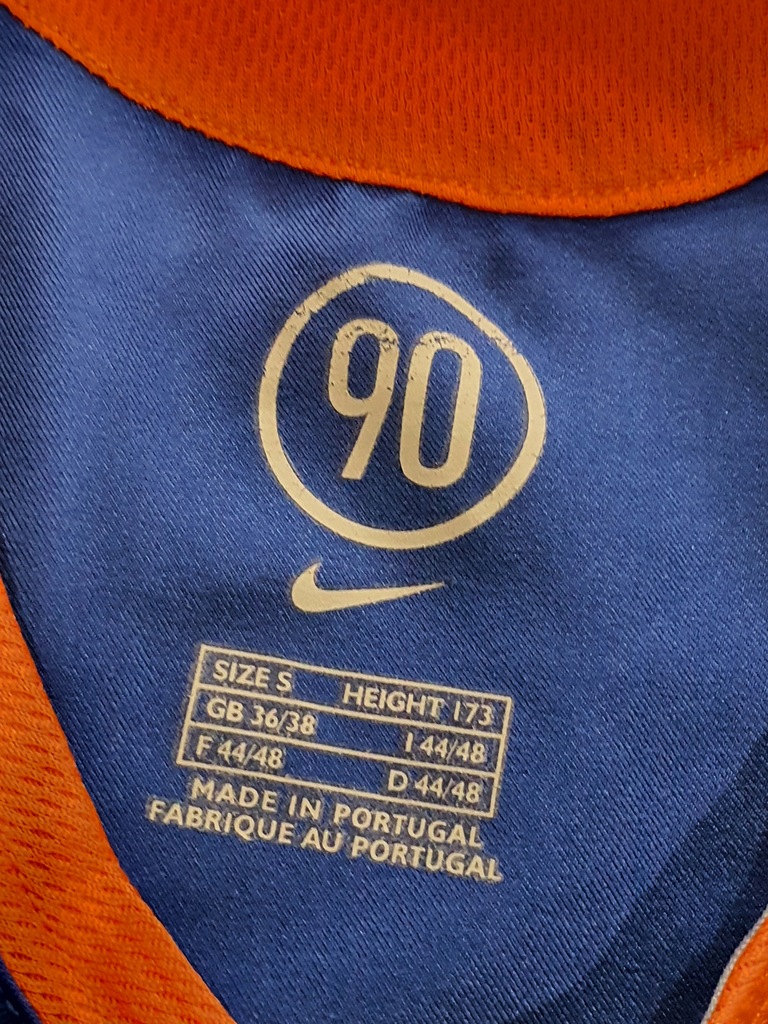 90
SIZE S HEIGHT 173
GB 36/38 I 44/48
F 44/48 D 44/48
MADE IN PORTUGAL
FABRIQUE AU PORTUGAL